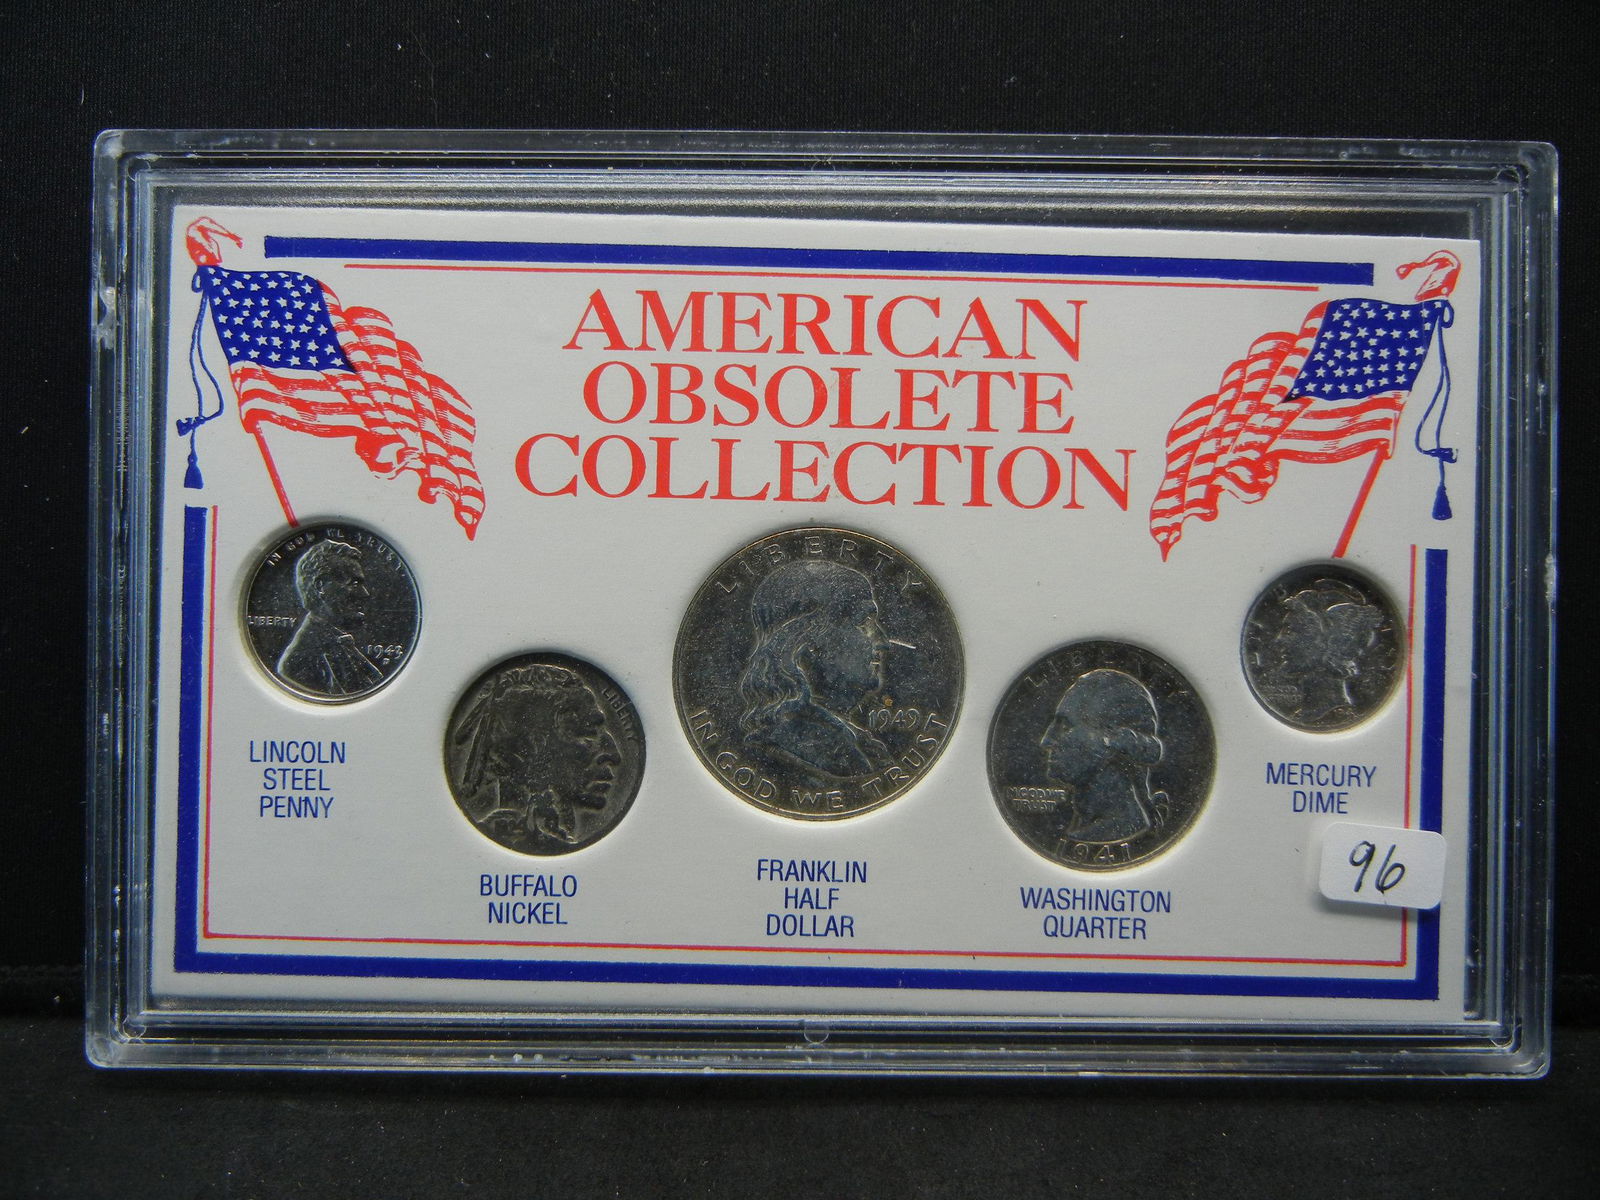 AMERICAN
OBSOLETE
COLLECTION
IN GOD WE TRUST
LIBERTY
1943
LINCOLN
STEEL
PENNY
LIBERTY
BUFFALO
NICKEL
LIBERTY
1949
IN GOD WE TRUST
FRANKLIN
HALF
DOLLAR
LIBERTY
IN GOD WE
TRUST
1941
WASHINGTON
QUARTER
MERCURY
DIME
96